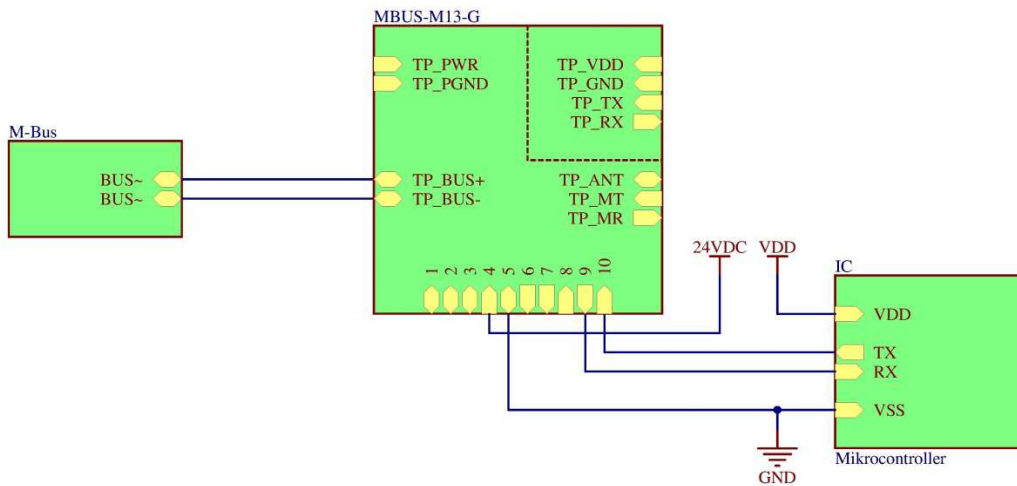 MBUS-M13-G
TP_PWR
TP_PGND
TP_VDD
TP_GND
TP_TX
TP_RX
M-Bus
BUS~
BUS~
TP_BUS+
TP_BUS-
TP_ANT
TP_MT
TP_MR
1
2
3
4
5
6
7
8
9
10
24VDC
VDD
IC
VDD
TX
RX
VSS
GND
Mikrocontroller